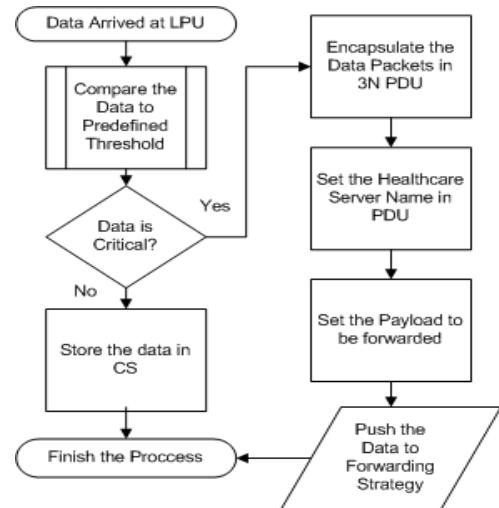 Data Arrived at LPU
Compare the
Data to
Predefined
Threshold
Data is
Critical?
Yes
No
Store the data in
CS
Finish the Proccess
Encapsulate the
Data Packets in
3N PDU
Set the Healthcare
Server Name in
PDU
Set the Payload to
be forwarded
Push the
Data to
Forwarding
Strategy